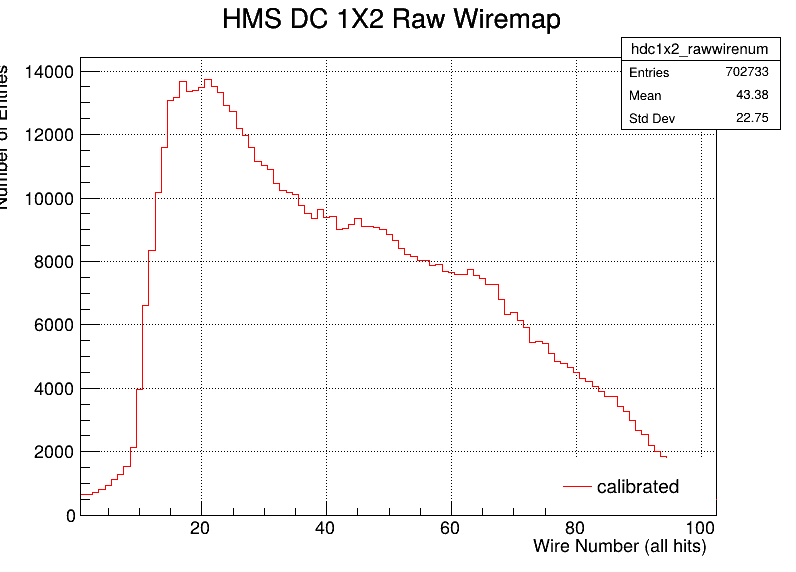 HMS DC 1X2 Raw Wiremap
hdc1x2_rawwirenum
Entries 702733
Mean 43.38
Std Dev 22.75
Number of Entries
14000
12000
10000
8000
6000
4000
2000
0
calibrated
20 40 60 80 100
Wire Number (all hits)